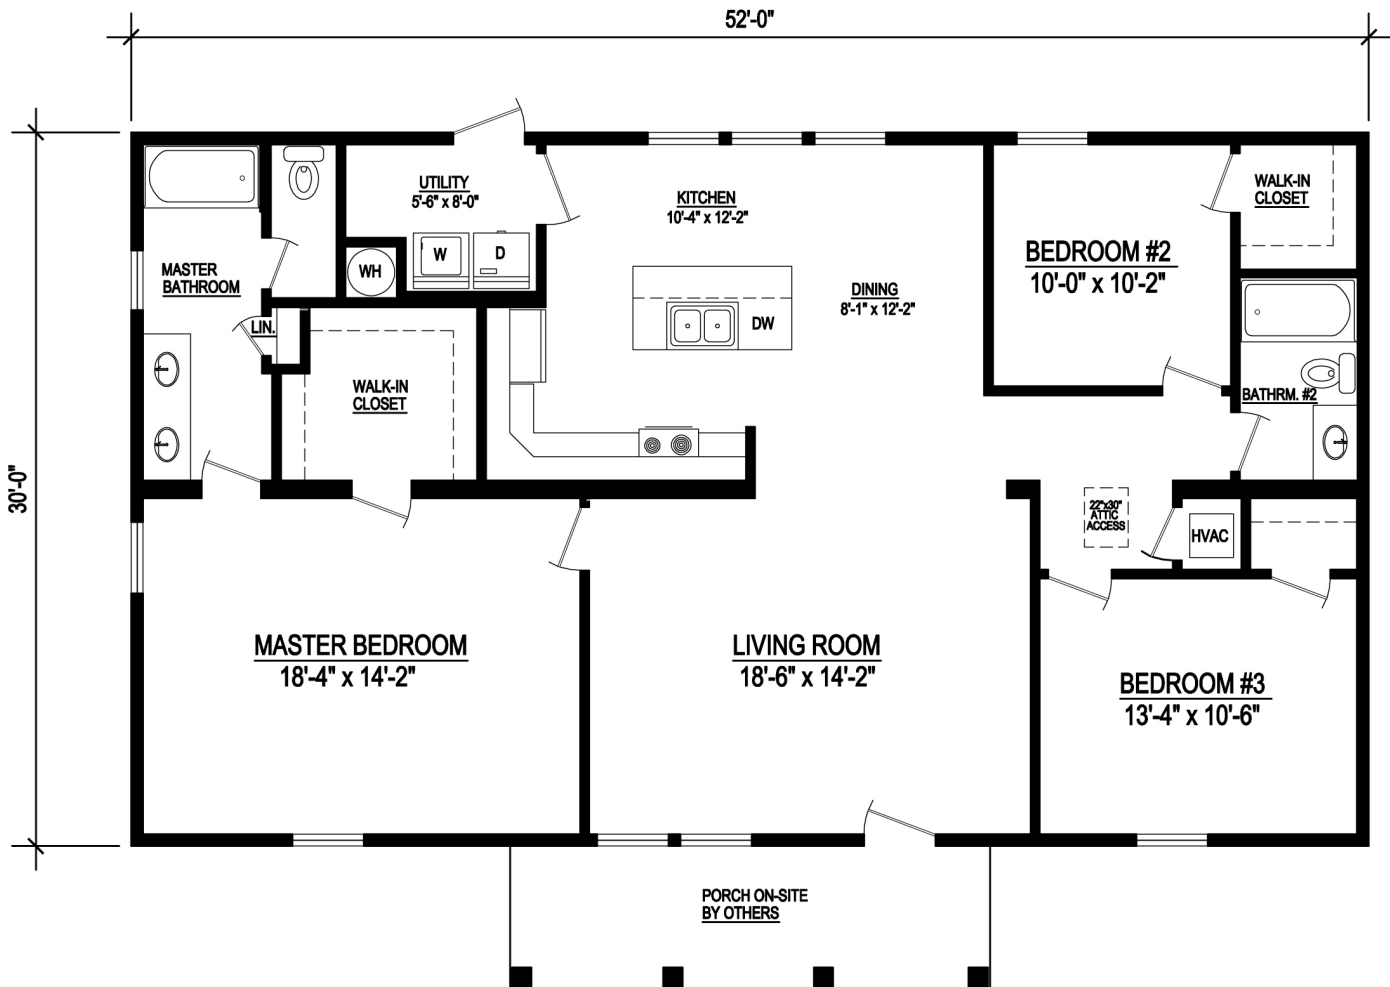 52'-0"
30'-0"
UTILITY
5'-6" x 8'-0"
KITCHEN
10'-4" x 12'-2"
WALK-IN
CLOSET
BEDROOM #2
10'-0" x 10'-2"
MASTER
BATHROOM
WH
W
D
DINING
8'-1" x 12'-2"
DW
LIN.
WALK-IN
CLOSET
BATHRM. #2
22"x30"
ATTIC
ACCESS
HVAC
MASTER BEDROOM
18'-4" x 14'-2"
LIVING ROOM
18'-6" x 14'-2"
BEDROOM #3
13'-4" x 10'-6"
PORCH ON-SITE
BY OTHERS